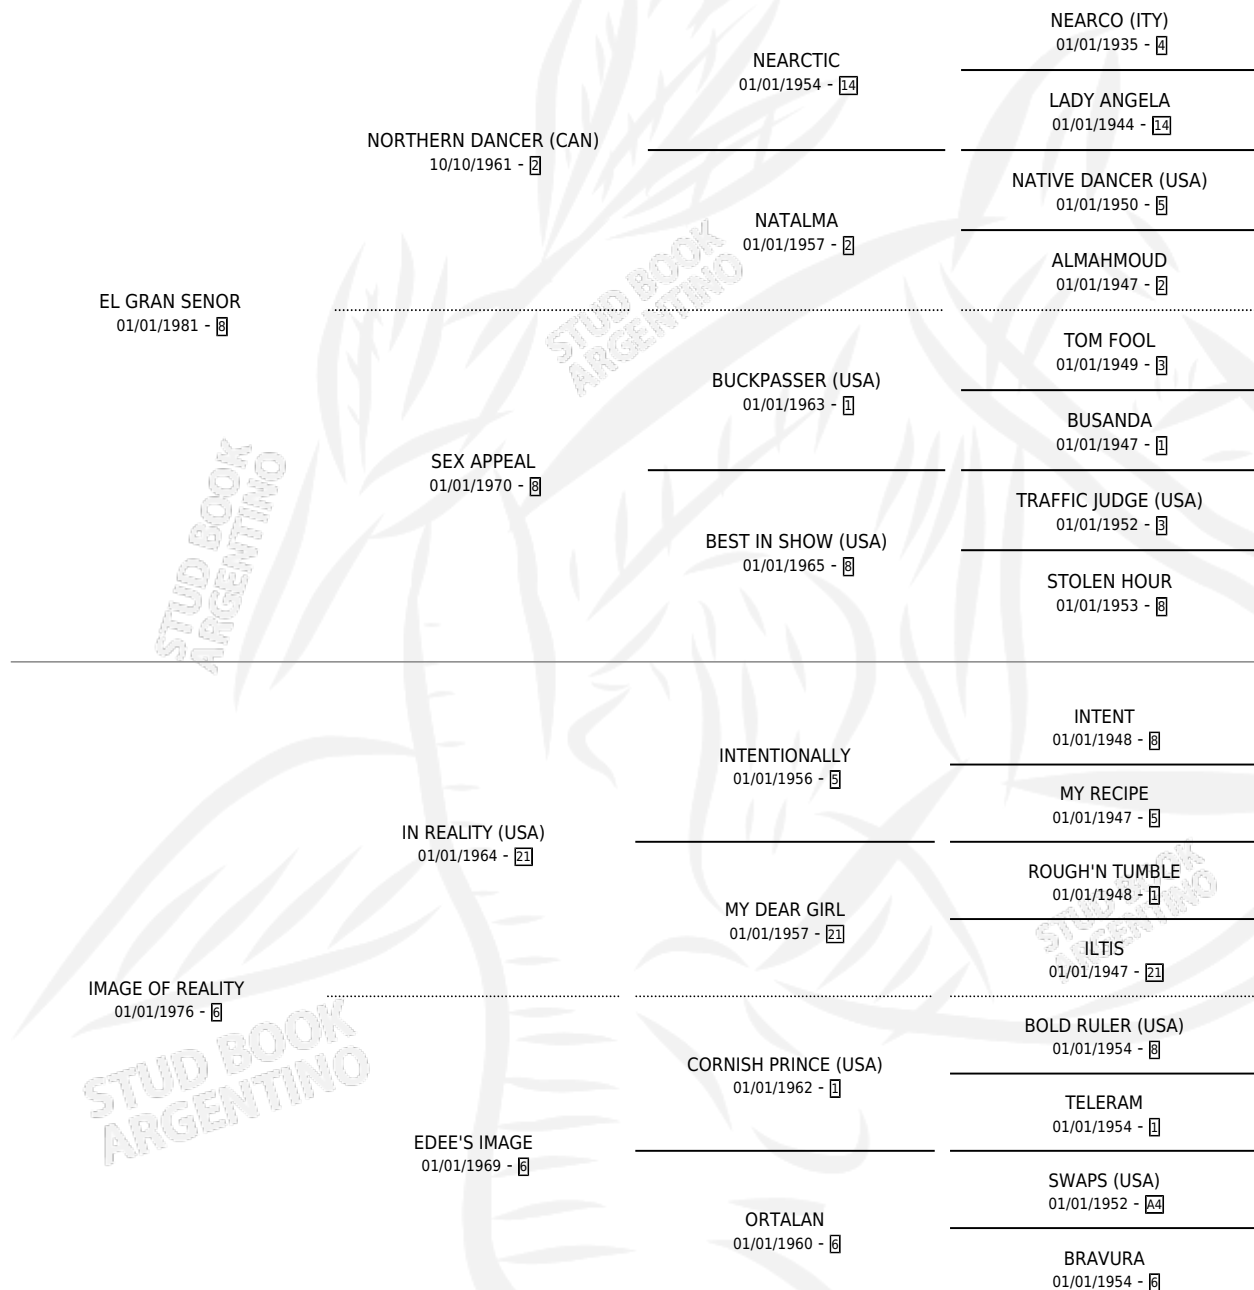 NEARCO (ITY)
01/01/1935 - 4
NEARCTIC
01/01/1954 - 14
LADY ANGELA
01/01/1944 - 14
NORTHERN DANCER (CAN)
10/10/1961 - 2
NATIVE DANCER (USA)
01/01/1950 - 5
NATALMA
01/01/1957 - 2
ALMAHMOUD
01/01/1947 - 2
EL GRAN SENOR
01/01/1981 - 8
TOM FOOL
01/01/1949 - 3
BUCKPASSER (USA)
01/01/1963 - 1
BUSANDA
01/01/1947 - 1
SEX APPEAL
01/01/1970 - 8
TRAFFIC JUDGE (USA)
01/01/1952 - 3
BEST IN SHOW (USA)
01/01/1965 - 8
STOLEN HOUR
01/01/1953 - 8
INTENT
01/01/1948 - 8
INTENTIONALLY
01/01/1956 - 5
MY RECIPE
01/01/1947 - 5
IN REALITY (USA)
01/01/1964 - 21
ROUGH'N TUMBLE
01/01/1948 - 1
MY DEAR GIRL
01/01/1957 - 21
ILTIS
01/01/1947 - 21
IMAGE OF REALITY
01/01/1976 - 6
BOLD RULER (USA)
01/01/1954 - 8
CORNISH PRINCE (USA)
01/01/1962 - 1
TELERAM
01/01/1954 - 1
EDEE'S IMAGE
01/01/1969 - 6
SWAPS (USA)
01/01/1952 - A4
ORTALAN
01/01/1960 - 6
BRAVURA
01/01/1954 - 6
STUD BOOK
ARGENTINO
STUD BOOK
ARGENTINO
STUD BOOK
ARGENTINO
STUD BOOK
ARGENTINO